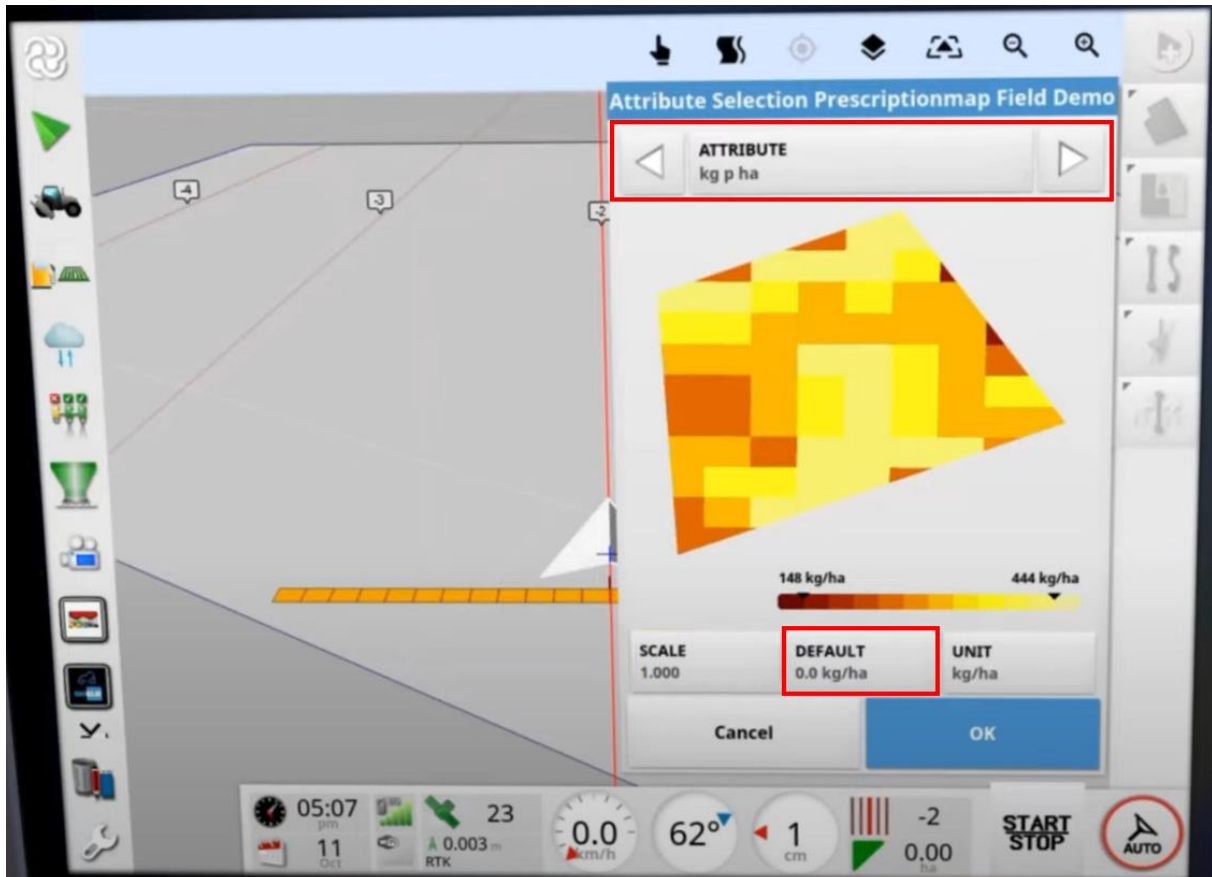 Attribute Selection Prescriptionmap Field Demo
ATTRIBUTE
kg p ha
-4
-3
-2
148 kg/ha
444 kg/ha
SCALE
1.000
DEFAULT
0.0 kg/ha
UNIT
kg/ha
Cancel
OK
05:07
pm
11
Oct
23
0.003 m
RTK
0.0
km/h
62°
1
cm
-2
0.00
ha
START
STOP
AUTO